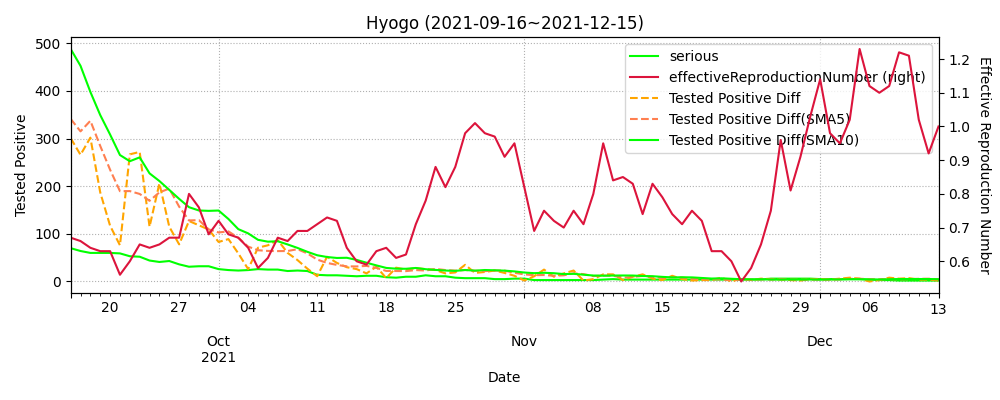 Hyogo (2021-09-16~2021-12-15)
500
400
300
200
100
0
Tested Positive
serious
effectiveReproductionNumber (right)
Tested Positive Diff
Tested Positive Diff(SMA5)
Tested Positive Diff(SMA10)
1.2
1.1
1.0
0.9
0.8
0.7
0.6
Effective Reproduction Number
20 27 04 11 18 25 08 15 22 29 06 13
Oct Nov Dec
2021
Date